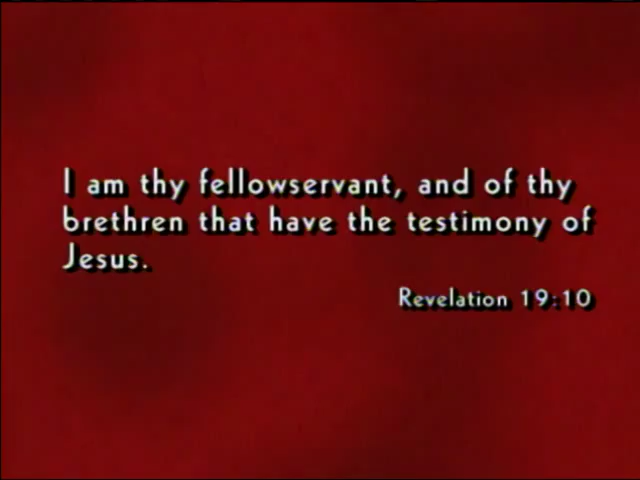 I am thy fellowservant, and of thy
brethren that have the testimony of
Jesus.
Revelation 19:10